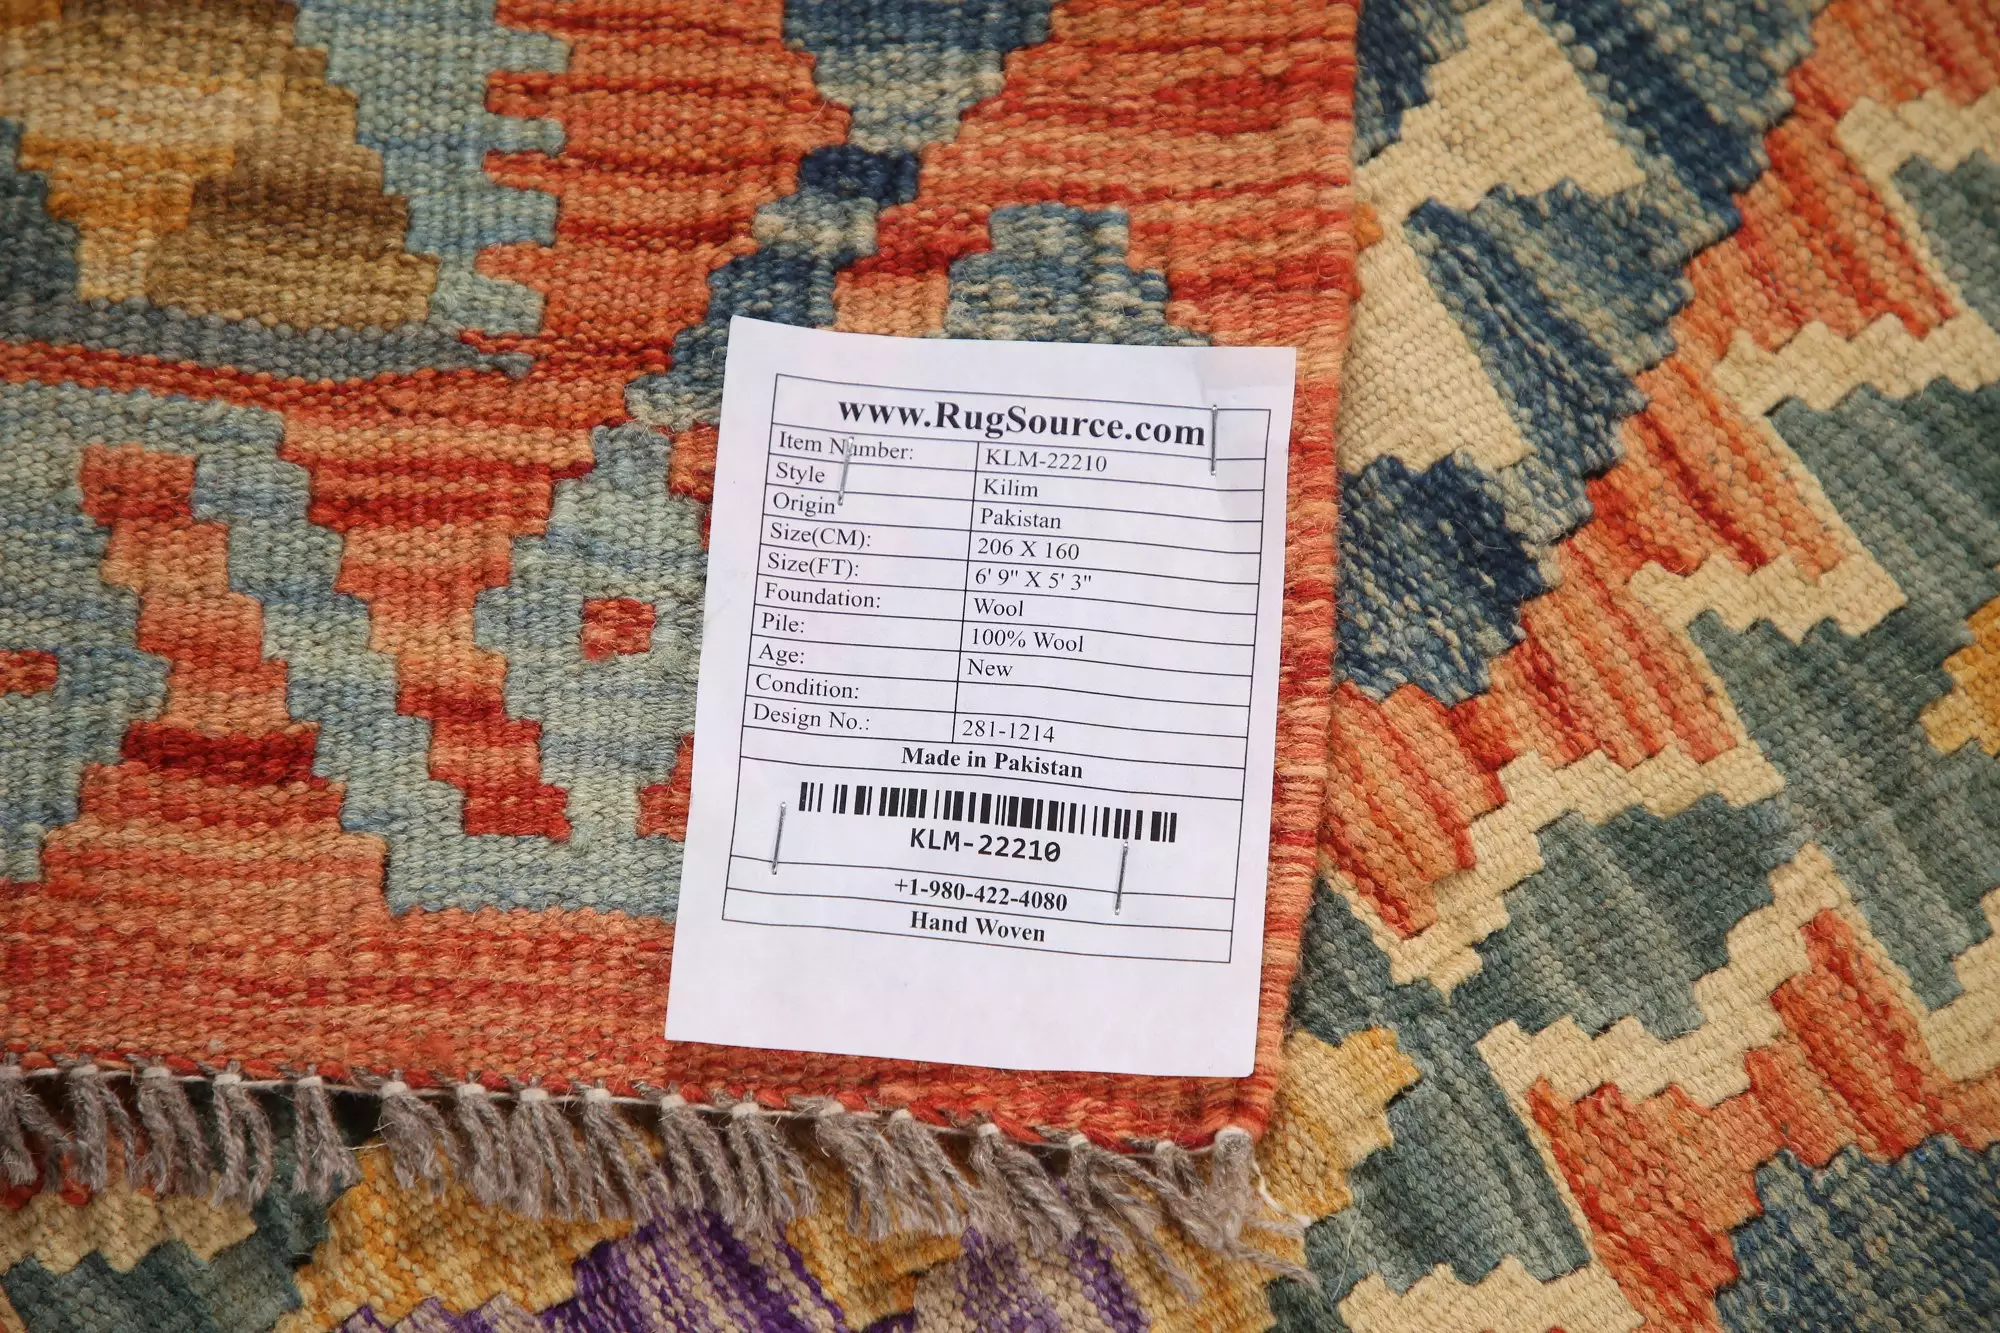 www.RugSource.com
Item Number: KLM-22210
Style Kilim
Origin Pakistan
Size(CM): 206 X 160
Size(FT): 6' 9" X 5' 3"
Foundation: Wool
Pile: 100% Wool
Age: New
Condition:
Design No.: 281-1214
Made in Pakistan
KLM-22210
+1-980-422-4080
Hand Woven